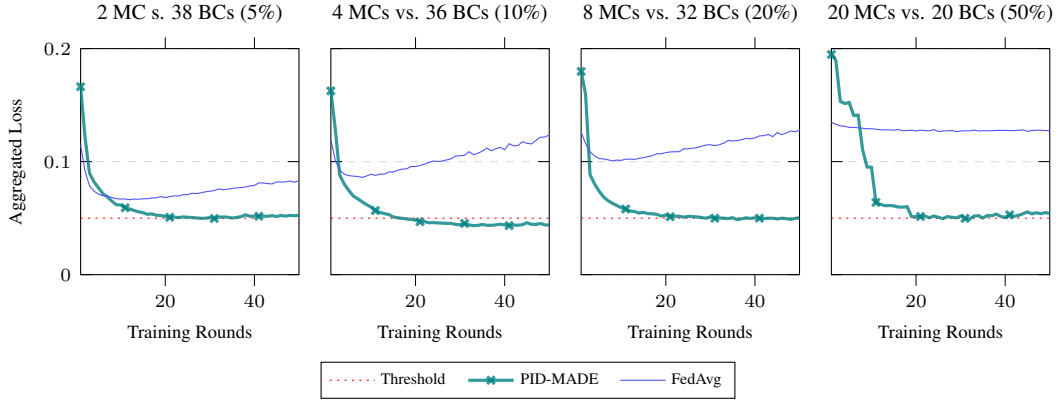 2 MC s. 38 BCs (5%)
4 MCs vs. 36 BCs (10%)
8 MCs vs. 32 BCs (20%)
20 MCs vs. 20 BCs (50%)
0.2
0.1
0
Aggregated Loss
20 40
20 40
20 40
20 40
Training Rounds
Training Rounds
Training Rounds
Training Rounds
Threshold PID-MADE FedAvg